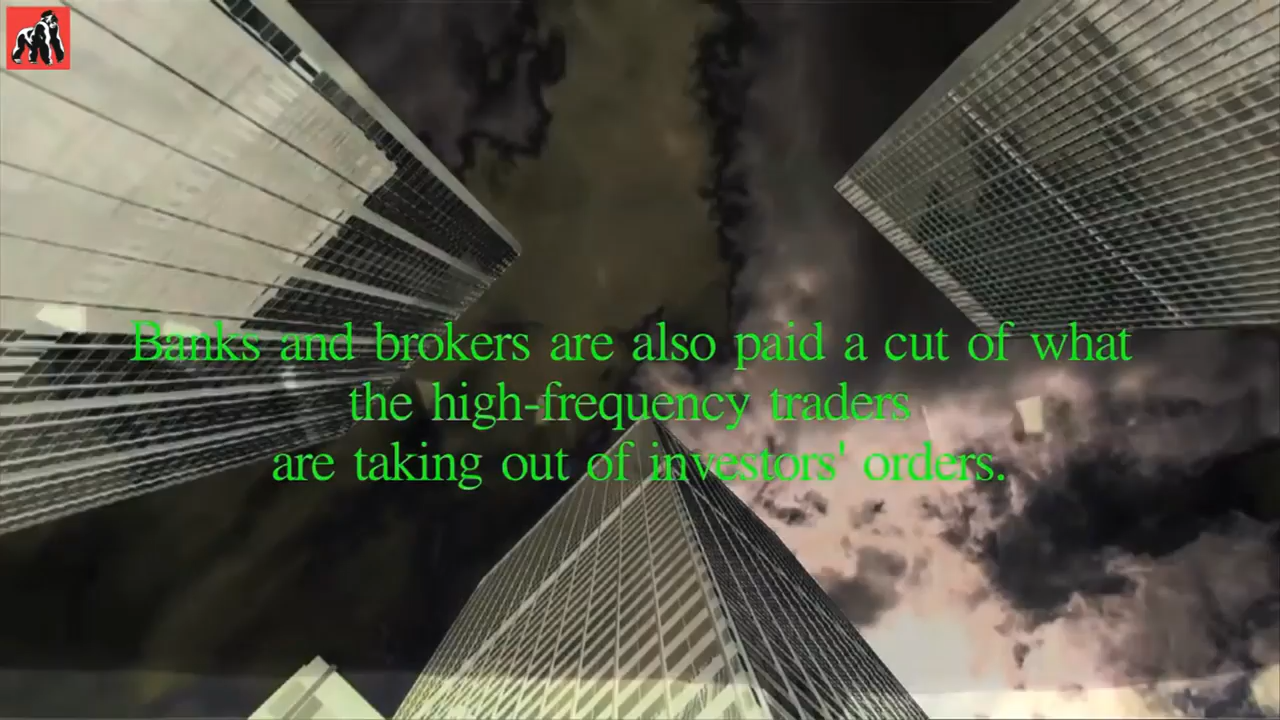 Banks and brokers are also paid a cut of what
the high-frequency traders
are taking out of investors' orders.